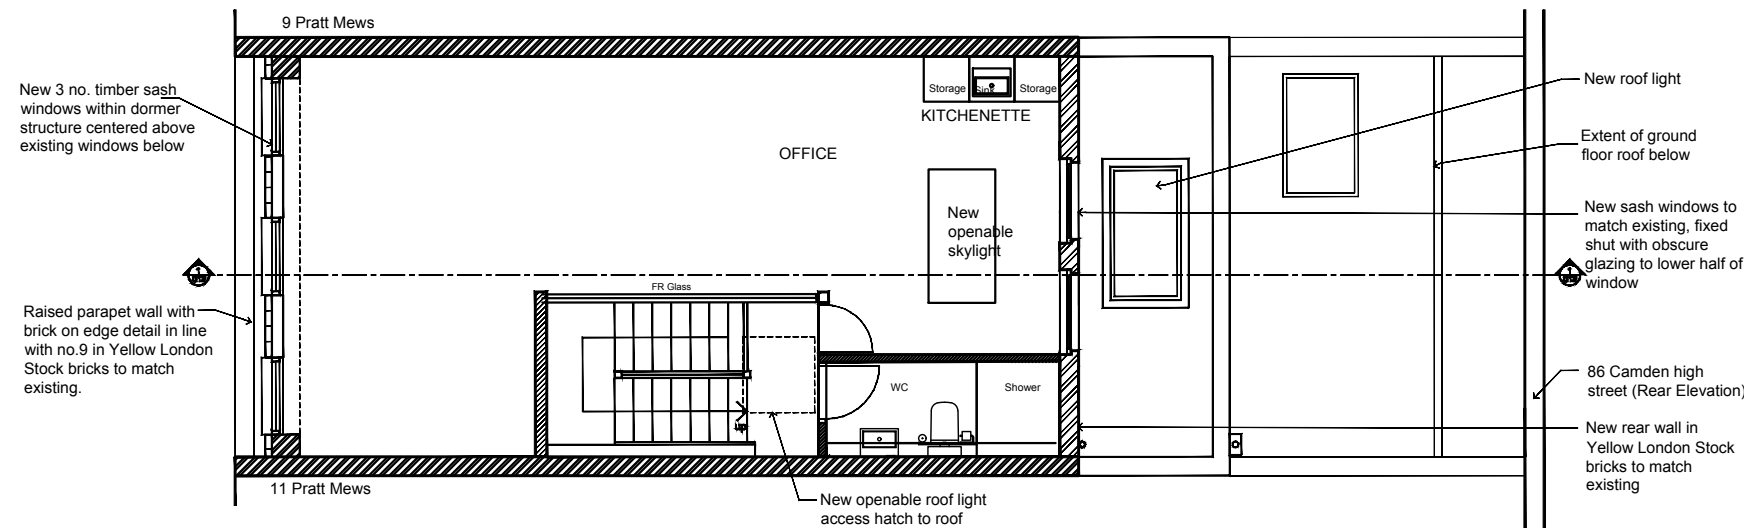 9 Pratt Mews
New 3 no. timber sash
windows within dormer
structure centered above
existing windows below
Raised parapet wall with
brick on edge detail in line
with no.9 in Yellow London
Stock bricks to match
existing.
11 Pratt Mews
OFFICE
Storage
Sink
Storage
KITCHENETTE
New
openable
skylight
FR Glass
up
WC
Shower
New openable roof light
access hatch to roof
New roof light
Extent of ground
floor roof below
New sash windows to
match existing, fixed
shut with obscure
glazing to lower half of
window
86 Camden high
street (Rear Elevation)
New rear wall in
Yellow London Stock
bricks to match
existing